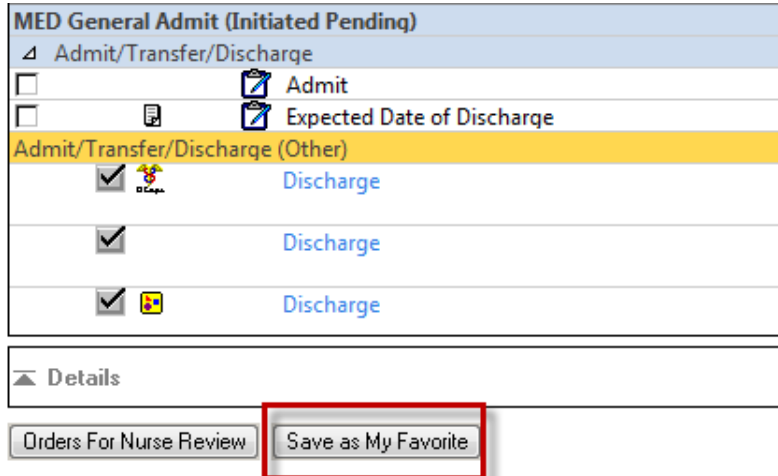 MED General Admit (Initiated Pending)
Admit/Transfer/Discharge
Admit
Expected Date of Discharge
Admit/Transfer/Discharge (Other)
Discharge
Discharge
Discharge
Details
Orders For Nurse Review Save as My Favorite